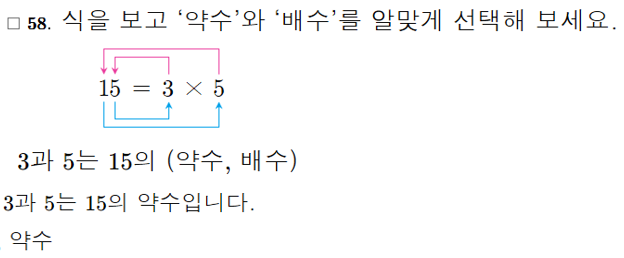 □ 58. 식을 보고 ‘약수’와 ‘배수’를 알맞게 선택해 보세요.
15 = 3 × 5
3과 5는 15의 (약수, 배수)
3과 5는 15의 약수입니다.
약수